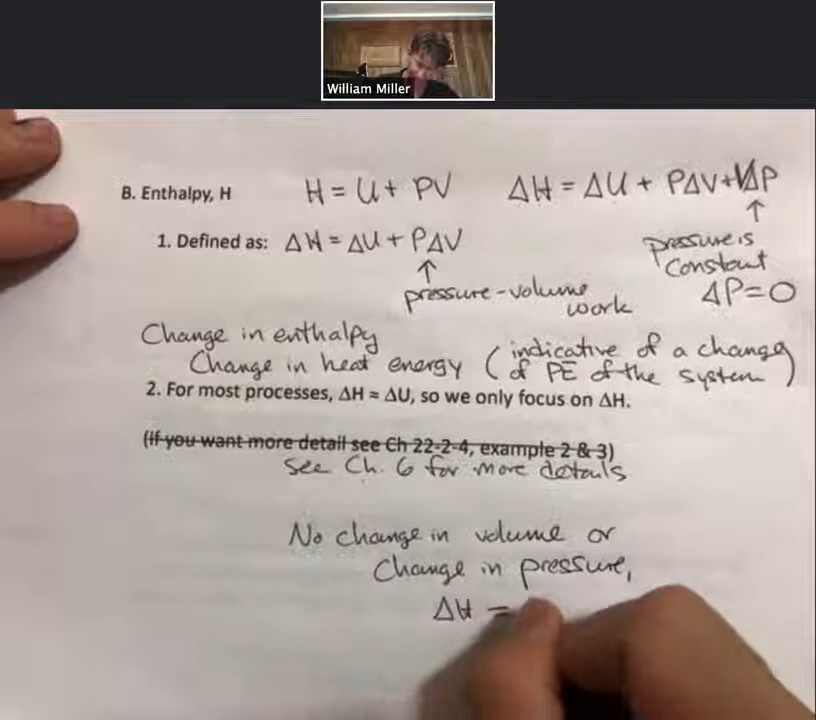 William Miller
B. Enthalpy, H H = U + PV ΔH = ΔU + PΔV + VΔP
↑
1. Defined as: ΔH = ΔU + PΔV pressure is
constant
↑ ΔP = 0
pressure-volume
work
Change in enthalpy
Change in heat energy (indicative of a change
of PE of the system)
2. For most processes, ΔH ≈ ΔU, so we only focus on ΔH.
(if you want more detail see Ch 22-2-4, example 2 & 3)
See Ch. 6 for more details
No change in volume or
change in pressure,
ΔH =